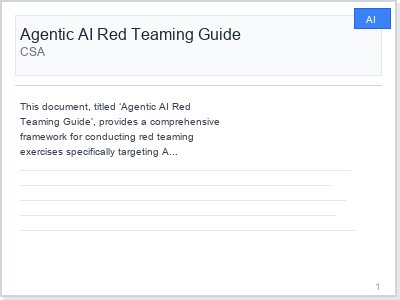 AI
Agentic AI Red Teaming Guide
CSA
This document, titled 'Agentic AI Red
Teaming Guide', provides a comprehensive
framework for conducting red teaming
exercises specifically targeting A...
1